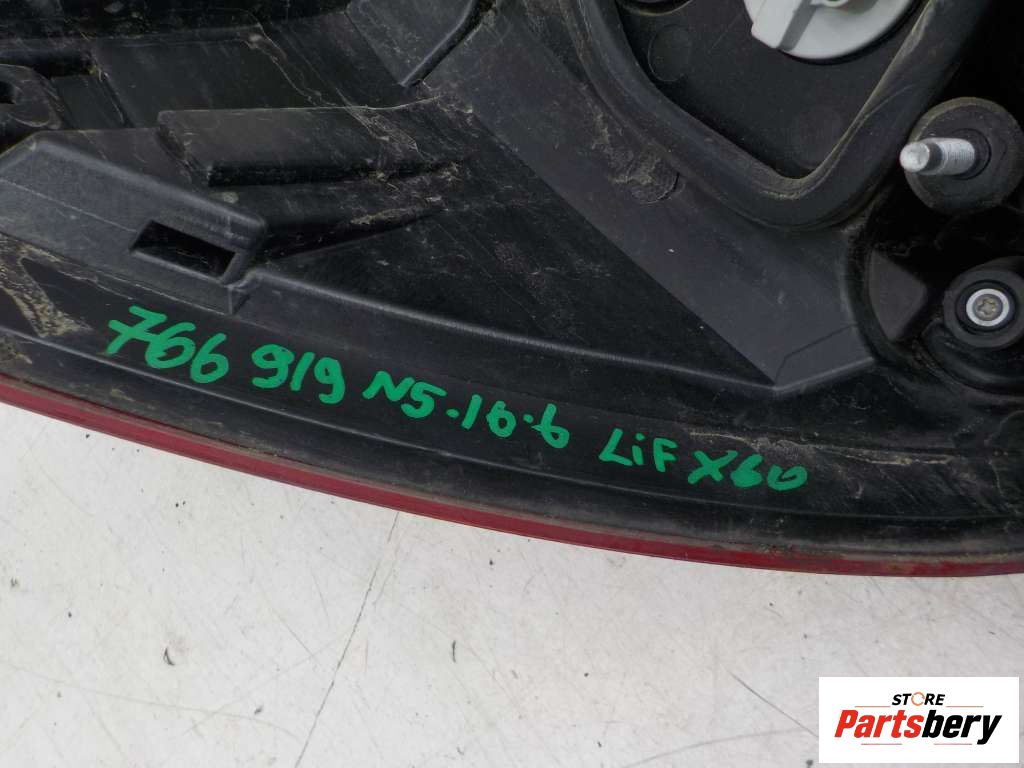 766 919 N5.16.6 LiF X60
STORE
Partsbery